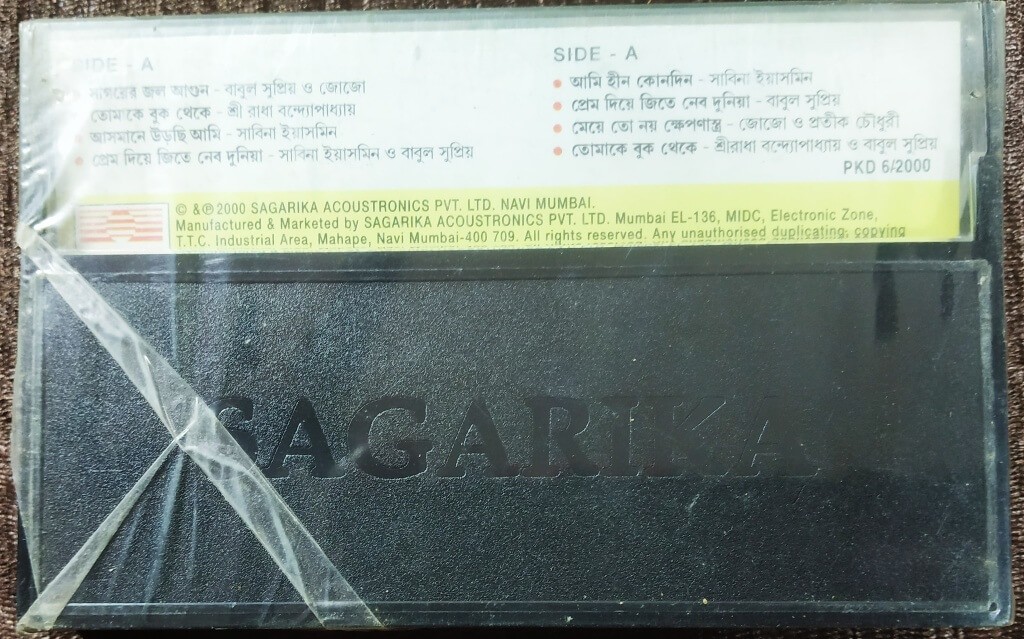 SIDE - A
সাগরের জল আগুন - বাবুল সুপ্রিয় ও জোজো
তোমাকে বুক থেকে - শ্রী রাধা বন্দ্যোপাধ্যায়
আসমানে উড়ছি আমি - সাবিনা ইয়াসমিন
প্রেম দিয়ে জিতে নেব দুনিয়া - সাবিনা ইয়াসমিন ও বাবুল সুপ্রিয়
SIDE - A
আমি হীন কোনদিন - সাবিনা ইয়াসমিন
প্রেম দিয়ে জিতে নেব দুনিয়া - বাবুল সুপ্রিয়
মেয়ে তো নয় ক্ষেপণাস্ত্র - জোজো ও প্রতীক চৌধুরী
তোমাকে বুক থেকে - শ্রীরাধা বন্দ্যোপাধ্যায় ও বাবুল সুপ্রিয়
PKD 6/2000
© & ℗ 2000 SAGARIKA ACOUSTRONICS PVT. LTD. NAVI MUMBAI.
Manufactured & Marketed by SAGARIKA ACOUSTRONICS PVT. LTD. Mumbai EL-136, MIDC, Electronic Zone,
T.T.C. Industrial Area, Mahape, Navi Mumbai-400 709. All rights reserved. Any unauthorised duplicating, copying
SAGARIKA